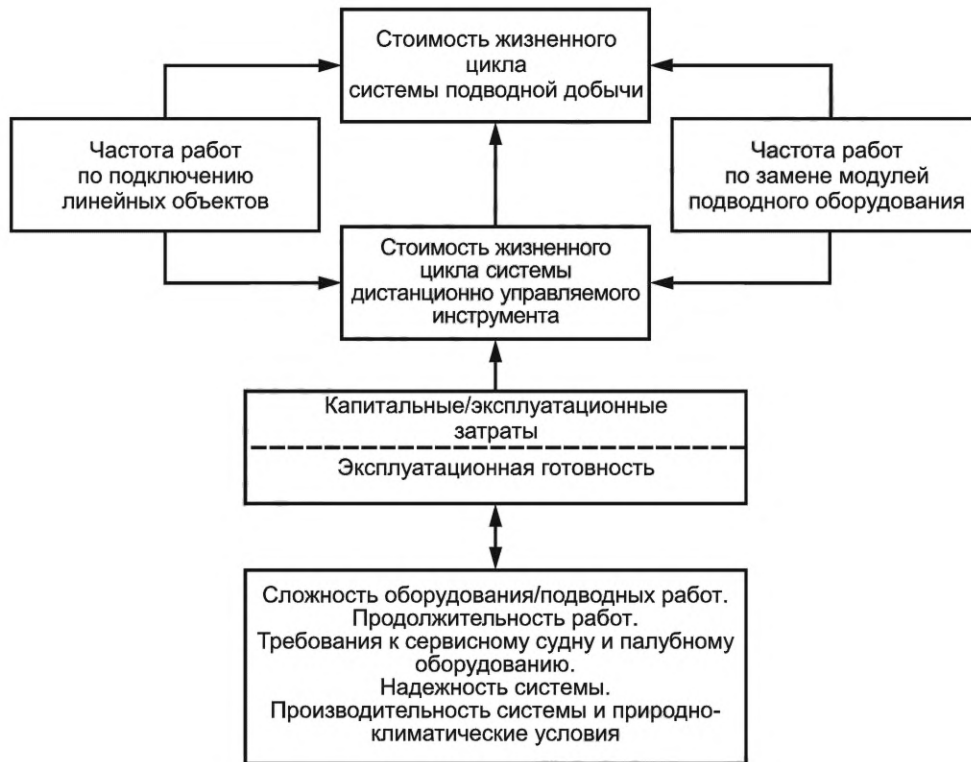 Стоимость жизненного
цикла
системы подводной добычи
Частота работ
по подключению
линейных объектов
Частота работ
по замене модулей
подводного оборудования
Стоимость жизненного
цикла системы
дистанционно управляемого
инструмента
Капитальные/эксплуатационные
затраты
Эксплуатационная готовность
Сложность оборудования/подводных работ.
Продолжительность работ.
Требования к сервисному судну и палубному
оборудованию.
Надежность системы.
Производительность системы и природно-
климатические условия